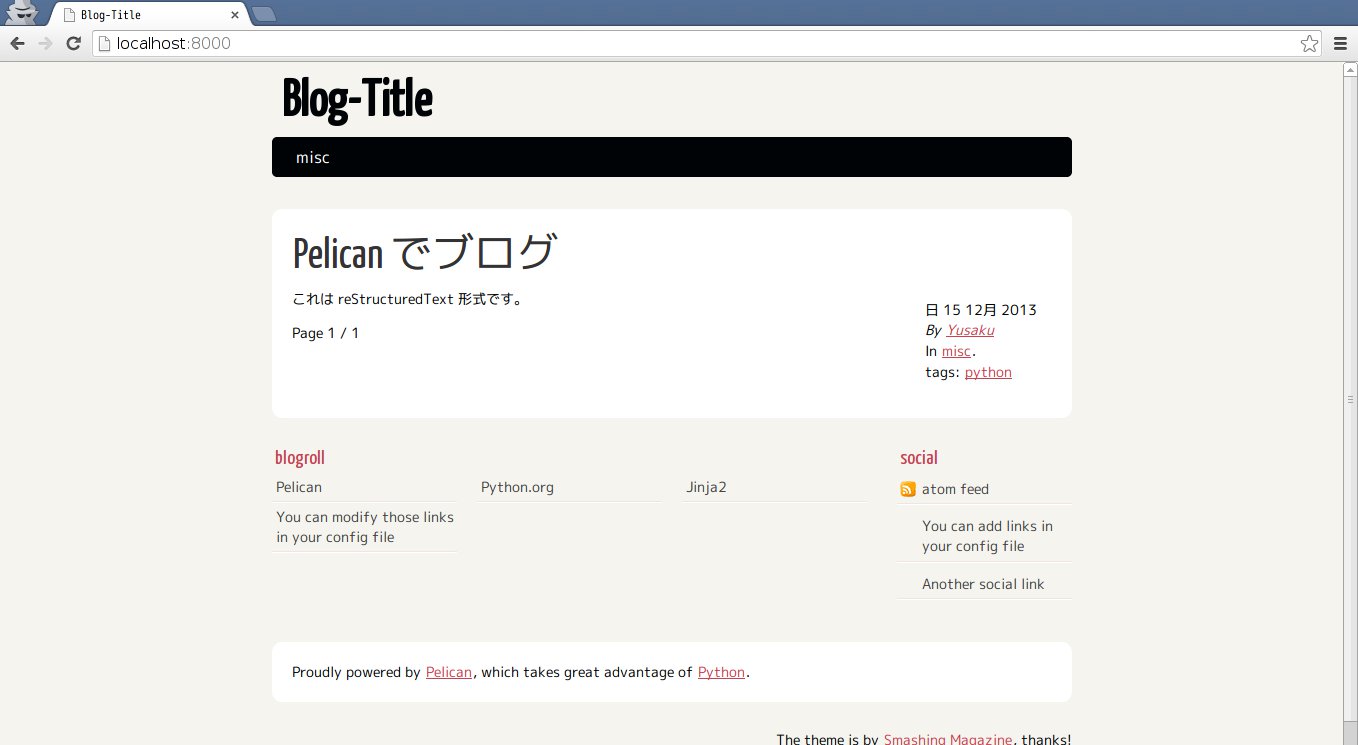 Blog-Title
localhost:8000
Blog-Title
misc
Pelican でブログ
これは reStructuredText 形式です。
Page 1 / 1
日 15 12月 2013
By Yusaku
In misc.
tags: python
blogroll
Pelican
Python.org
Jinja2
You can modify those links
in your config file
social
atom feed
You can add links in
your config file
Another social link
Proudly powered by Pelican, which takes great advantage of Python.
The theme is by Smashing Magazine, thanks!